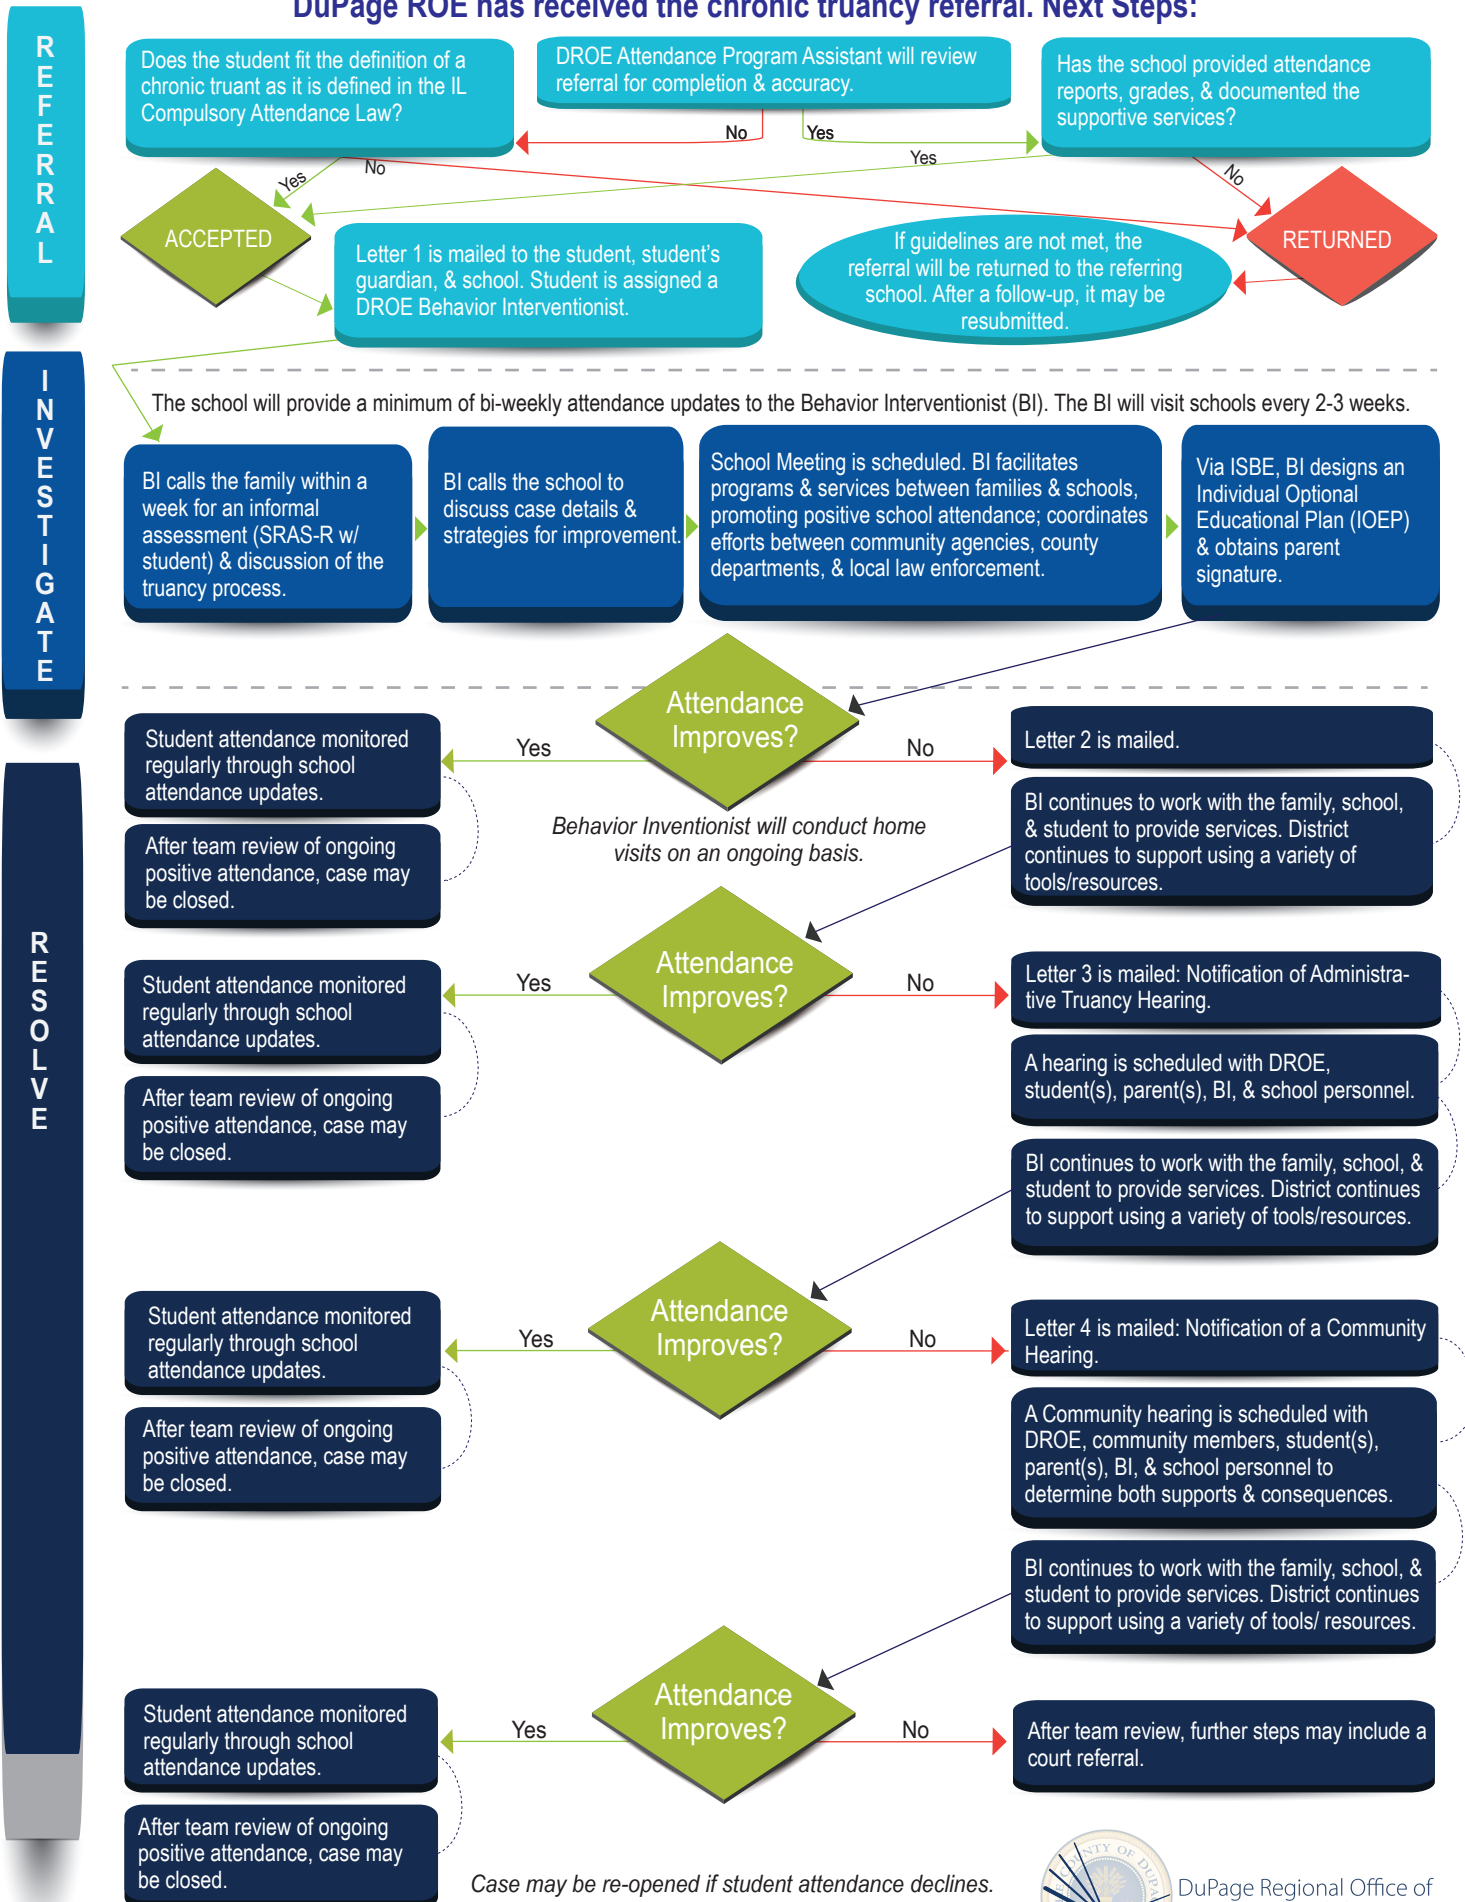 DuPage ROE has received the chronic truancy referral. Next Steps:
REFERRAL
Does the student fit the definition of a
chronic truant as it is defined in the IL
Compulsory Attendance Law?
DROE Attendance Program Assistant will review
referral for completion & accuracy.
Has the school provided attendance
reports, grades, & documented the
supportive services?
No
Yes
Yes
No
Yes
No
ACCEPTED
Letter 1 is mailed to the student, student's
guardian, & school. Student is assigned a
DROE Behavior Interventionist.
If guidelines are not met, the
referral will be returned to the referring
school. After a follow-up, it may be
resubmitted.
RETURNED
INVESTIGATE
The school will provide a minimum of bi-weekly attendance updates to the Behavior Interventionist (BI). The BI will visit schools every 2-3 weeks.
BI calls the family within a
week for an informal
assessment (SRAS-R w/
student) & discussion of the
truancy process.
BI calls the school to
discuss case details &
strategies for improvement.
School Meeting is scheduled. BI facilitates
programs & services between families & schools,
promoting positive school attendance; coordinates
efforts between community agencies, county
departments, & local law enforcement.
Via ISBE, BI designs an
Individual Optional
Educational Plan (IOEP)
& obtains parent
signature.
RESOLVE
Attendance
Improves?
Yes
No
Student attendance monitored
regularly through school
attendance updates.
After team review of ongoing
positive attendance, case may
be closed.
Behavior Inventionist will conduct home
visits on an ongoing basis.
Letter 2 is mailed.
BI continues to work with the family, school,
& student to provide services. District
continues to support using a variety of
tools/resources.
Attendance
Improves?
Yes
No
Student attendance monitored
regularly through school
attendance updates.
After team review of ongoing
positive attendance, case may
be closed.
Letter 3 is mailed: Notification of Administra-
tive Truancy Hearing.
A hearing is scheduled with DROE,
student(s), parent(s), BI, & school personnel.
BI continues to work with the family, school, &
student to provide services. District continues
to support using a variety of tools/resources.
Attendance
Improves?
Yes
No
Student attendance monitored
regularly through school
attendance updates.
After team review of ongoing
positive attendance, case may
be closed.
Letter 4 is mailed: Notification of a Community
Hearing.
A Community hearing is scheduled with
DROE, community members, student(s),
parent(s), BI, & school personnel to
determine both supports & consequences.
BI continues to work with the family, school, &
student to provide services. District continues
to support using a variety of tools/ resources.
Attendance
Improves?
Yes
No
Student attendance monitored
regularly through school
attendance updates.
After team review of ongoing
positive attendance, case may
be closed.
After team review, further steps may include a
court referral.
Case may be re-opened if student attendance declines.
COUNTY OF
DuPage Regional Office of